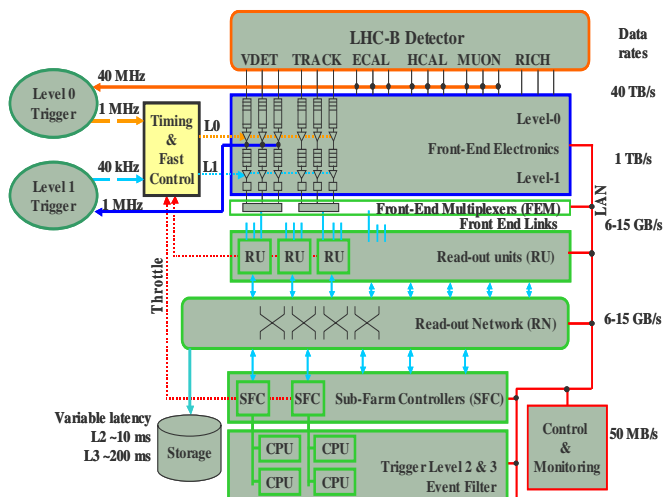 LHC-B Detector
VDET TRACK ECAL HCAL MUON RICH
Data
rates
40 MHz
40 TB/s
Level 0
Trigger
1 MHz
Timing
&
Fast
Control
L0
L1
Level-0
Front-End Electronics
Level-1
1 TB/s
40 kHz
Level 1
Trigger
1 MHz
LAN
Front-End Multiplexers (FEM)
Front End Links
6-15 GB/s
RU
RU
RU
Read-out units (RU)
Throttle
Read-out Network (RN)
6-15 GB/s
SFC
SFC
Sub-Farm Controllers (SFC)
Variable latency
L2 ~10 ms
L3 ~200 ms
Storage
CPU
CPU
CPU
CPU
Trigger Level 2 & 3
Event Filter
Control
&
Monitoring
50 MB/s